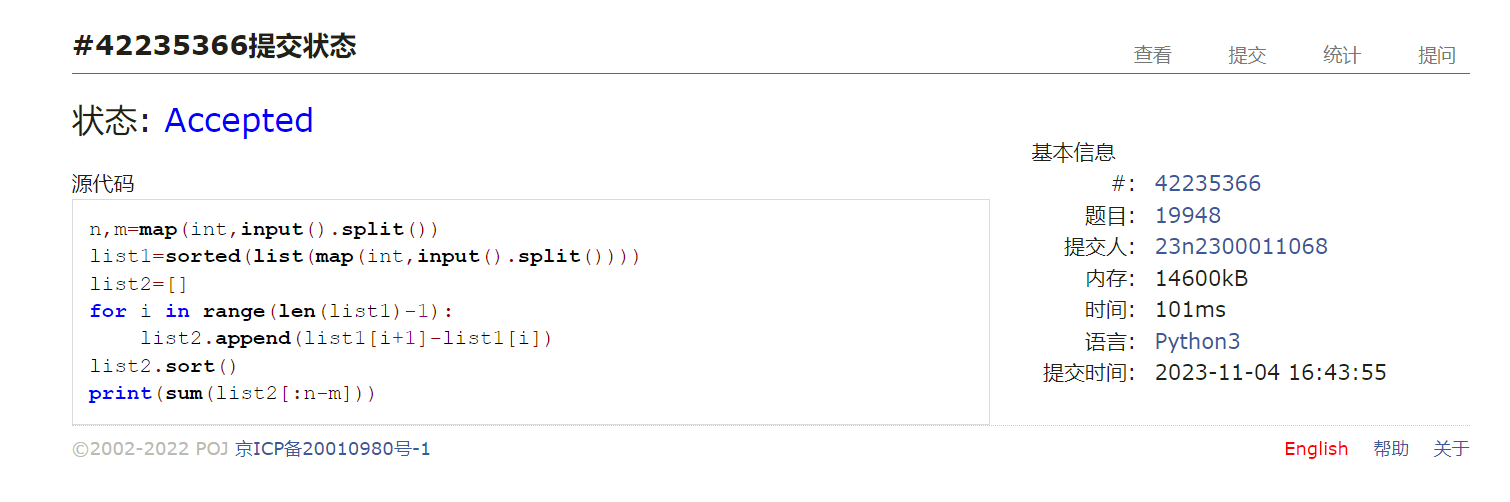 #42235366提交状态
查看 提交 统计 提问
状态: Accepted
源代码
n,m=map(int,input().split())
list1=sorted(list(map(int,input().split())))
list2=[]
for i in range(len(list1)-1):
    list2.append(list1[i+1]-list1[i])
list2.sort()
print(sum(list2[:n-m]))
基本信息
#: 42235366
题目: 19948
提交人: 23n2300011068
内存: 14600kB
时间: 101ms
语言: Python3
提交时间: 2023-11-04 16:43:55
©2002-2022 POJ 京ICP备20010980号-1
English 帮助 关于